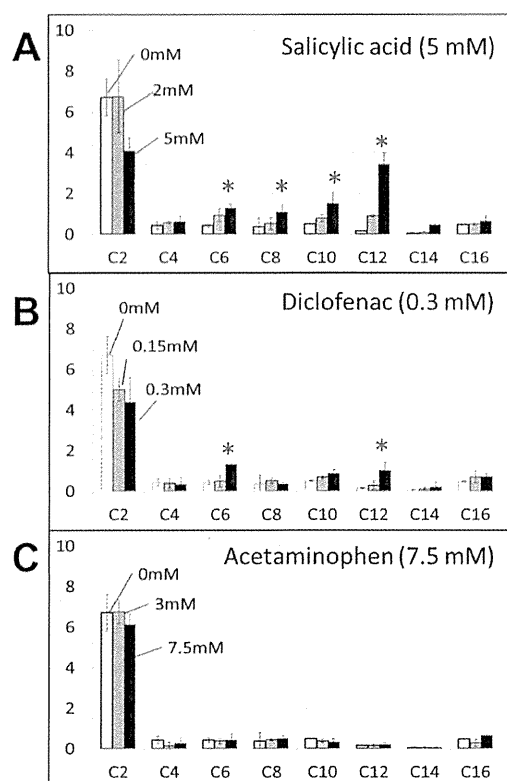 A
Salicylic acid (5 mM)
10
8
6
4
2
0
0mM
2mM
5mM
*
*
*
*
C2 C4 C6 C8 C10 C12 C14 C16
B
Diclofenac (0.3 mM)
10
8
6
4
2
0
0mM
0.15mM
0.3mM
*
*
C2 C4 C6 C8 C10 C12 C14 C16
C
Acetaminophen (7.5 mM)
10
8
6
4
2
0
0mM
3mM
7.5mM
C2 C4 C6 C8 C10 C12 C14 C16